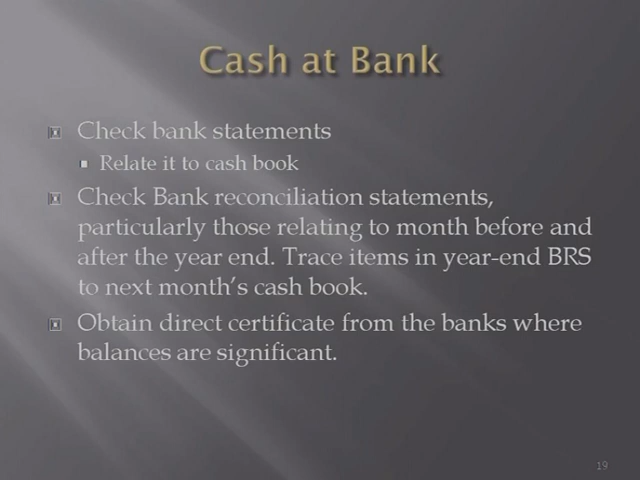 Cash at Bank
Check bank statements
Relate it to cash book
Check Bank reconciliation statements,
particularly those relating to month before and
after the year end. Trace items in year-end BRS
to next month's cash book.
Obtain direct certificate from the banks where
balances are significant.
19